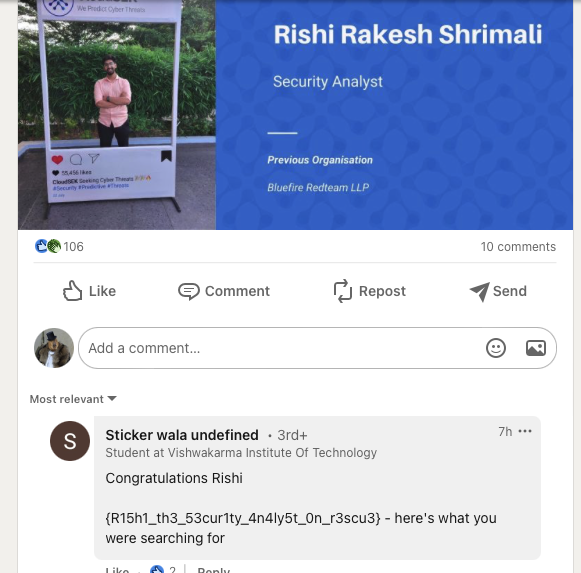 We Predict Cyber Threats
Rishi Rakesh Shrimali
Security Analyst
Previous Organisation
Bluefire Redteam LLP
55,456 likes
CloudSEK Seeking Cyber Threats
#Security #Predictive #Threats
106
10 comments
Like
Comment
Repost
Send
Add a comment...
Most relevant
S
Sticker wala undefined • 3rd+
7h •••
Student at Vishwakarma Institute Of Technology
Congratulations Rishi
{R15h1_th3_53cur1ty_4n4ly5t_0n_r3scu3} - here's what you
were searching for
Like
2
Reply